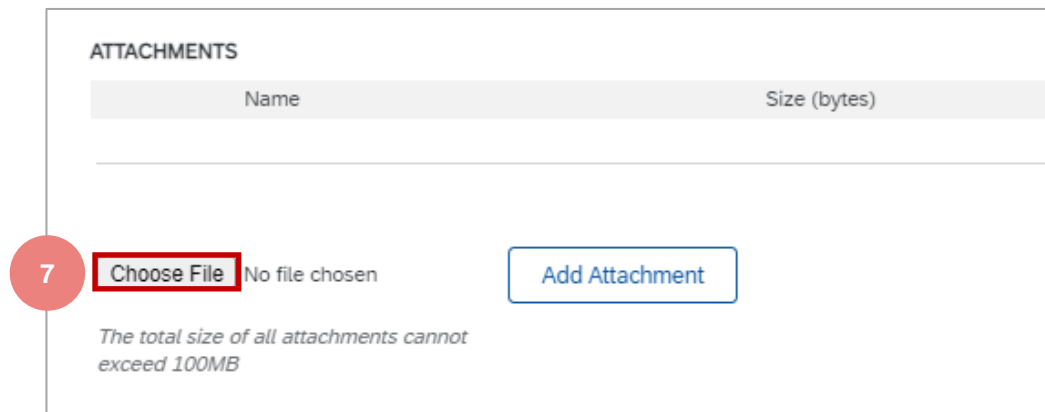 ATTACHMENTS
Name Size (bytes)
7 Choose File No file chosen Add Attachment
The total size of all attachments cannot
exceed 100MB